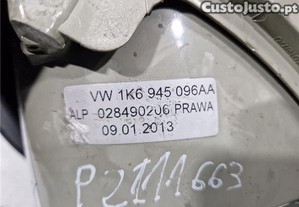 CustoJusto.pt
VW 1K6 945 096AA
ALP 028490206 PRAWA
09.01.2013
P2111663